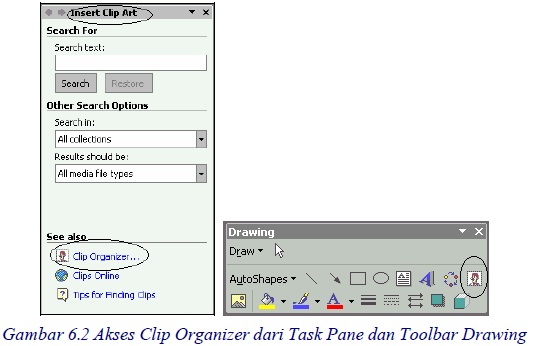 Insert Clip Art
Search For
Search text:
Search Restore
Other Search Options
Search in:
All collections
Results should be:
All media file types
See also
Clip Organizer...
Clips Online
Tips for Finding Clips
Drawing
Draw
AutoShapes
Gambar 6.2 Akses Clip Organizer dari Task Pane dan Toolbar Drawing